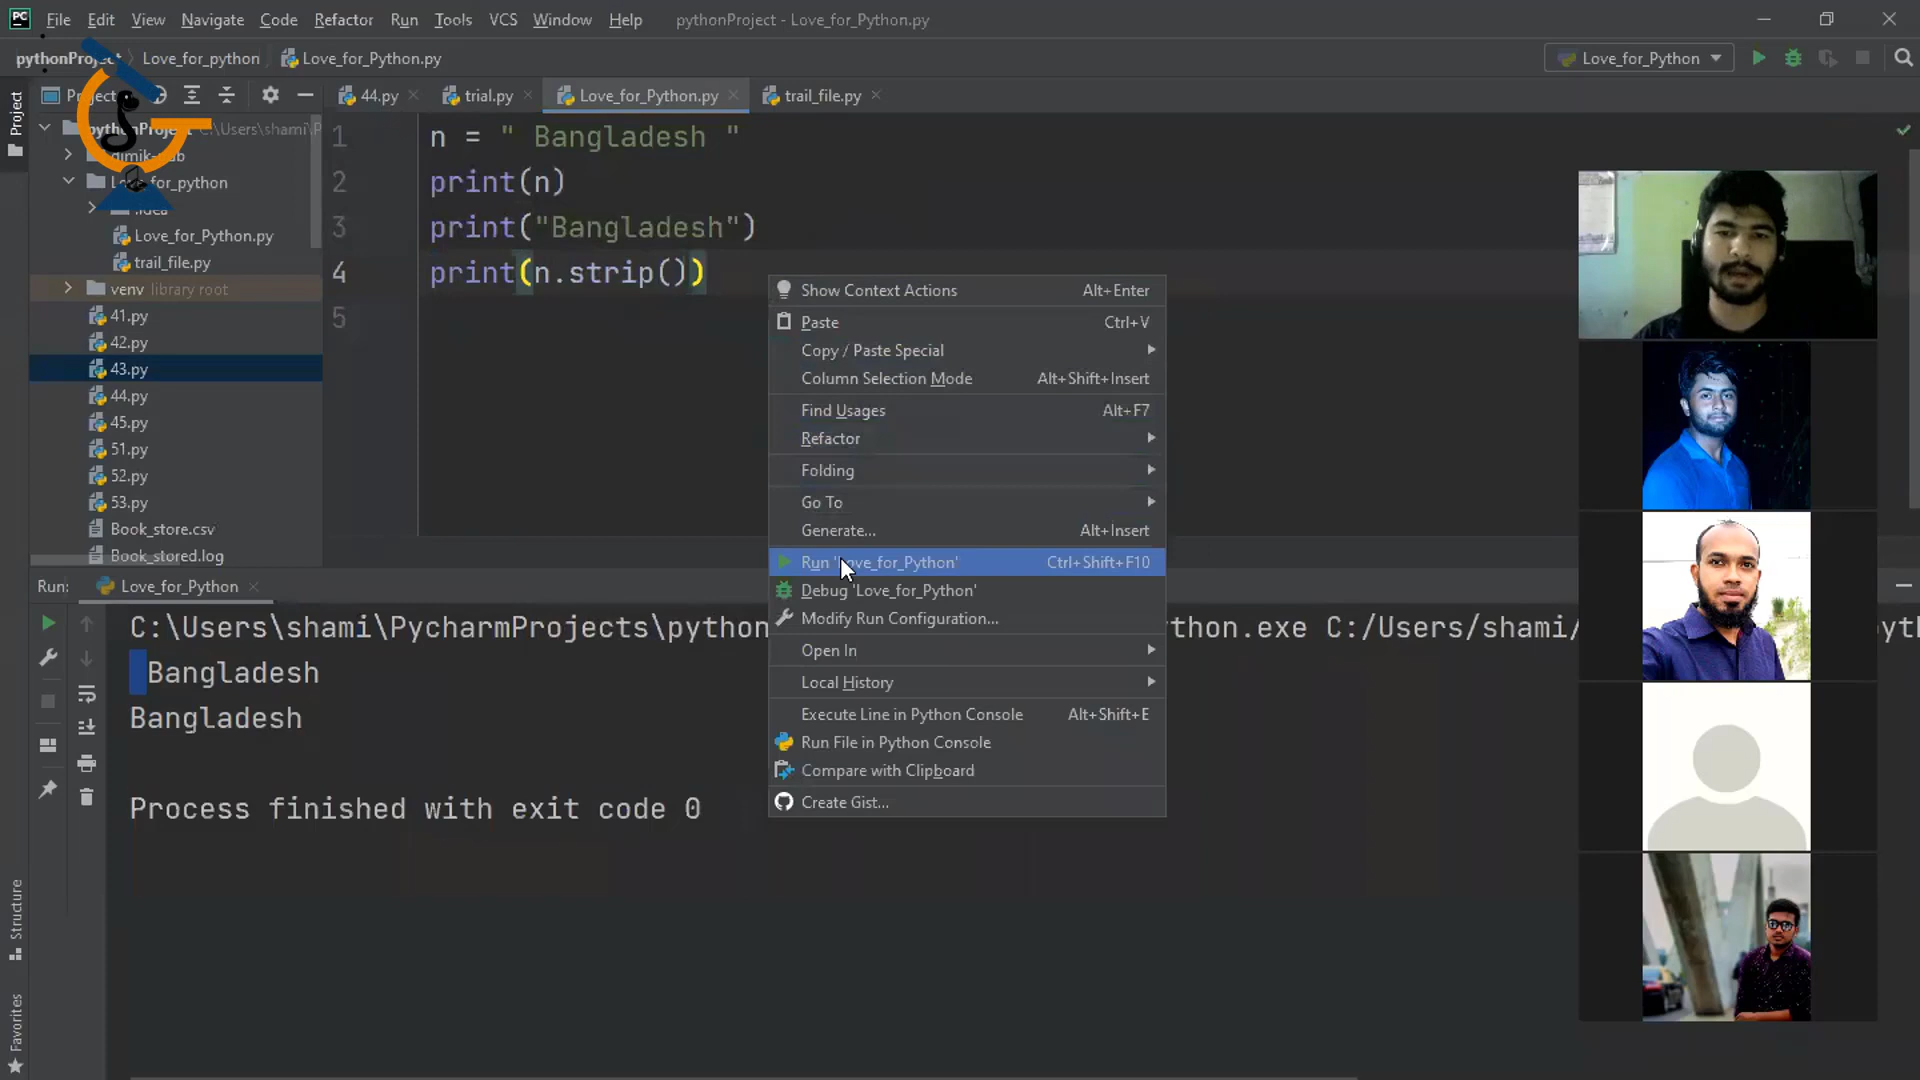 PC File Edit View Navigate Code Refactor Run Tools VCS Window Help pythonProject - Love_for_Python.py
pythonProject Love_for_python Love_for_Python.py Love_for_Python
Project 44.py trial.py Love_for_Python.py trail_file.py
Project
pythonProject C:\Users\shami\P
Love_for_python
.idea
Love_for_Python.py
trail_file.py
venv library root
41.py
42.py
43.py
44.py
45.py
51.py
52.py
53.py
Book_store.csv
Book_stored.log
1 n = " Bangladesh "
2 print(n)
3 print("Bangladesh")
4 print(n.strip())
5
Show Context Actions Alt+Enter
Paste Ctrl+V
Copy / Paste Special
Column Selection Mode Alt+Shift+Insert
Find Usages Alt+F7
Refactor
Folding
Go To
Generate... Alt+Insert
Run 'Love_for_Python' Ctrl+Shift+F10
Debug 'Love_for_Python'
Modify Run Configuration...
Open In
Local History
Execute Line in Python Console Alt+Shift+E
Run File in Python Console
Compare with Clipboard
Create Gist...
Run: Love_for_Python
C:\Users\shami\PycharmProjects\python thon.exe C:/Users/shami/ yth
Bangladesh
Bangladesh
Process finished with exit code 0
Structure
Favorites